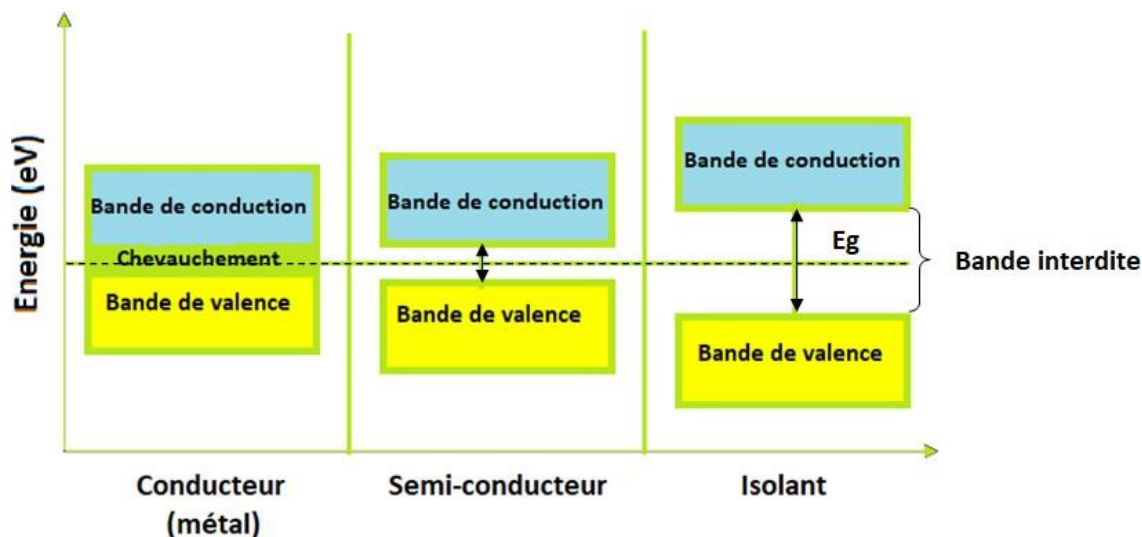 Energie (eV)
Bande de conduction
Chevauchement
Bande de valence
Bande de conduction
Bande de valence
Bande de conduction
Eg
Bande de valence
Bande interdite
Conducteur
(métal)
Semi-conducteur
Isolant